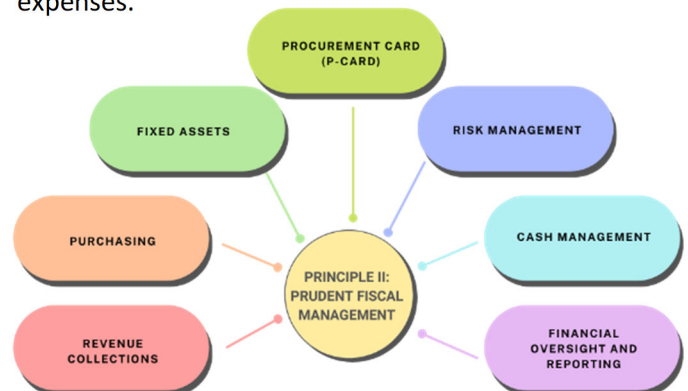 expenses.
PROCUREMENT CARD
(P-CARD)
FIXED ASSETS
RISK MANAGEMENT
PURCHASING
CASH MANAGEMENT
PRINCIPLE II:
PRUDENT FISCAL
MANAGEMENT
REVENUE
COLLECTIONS
FINANCIAL
OVERSIGHT AND
REPORTING